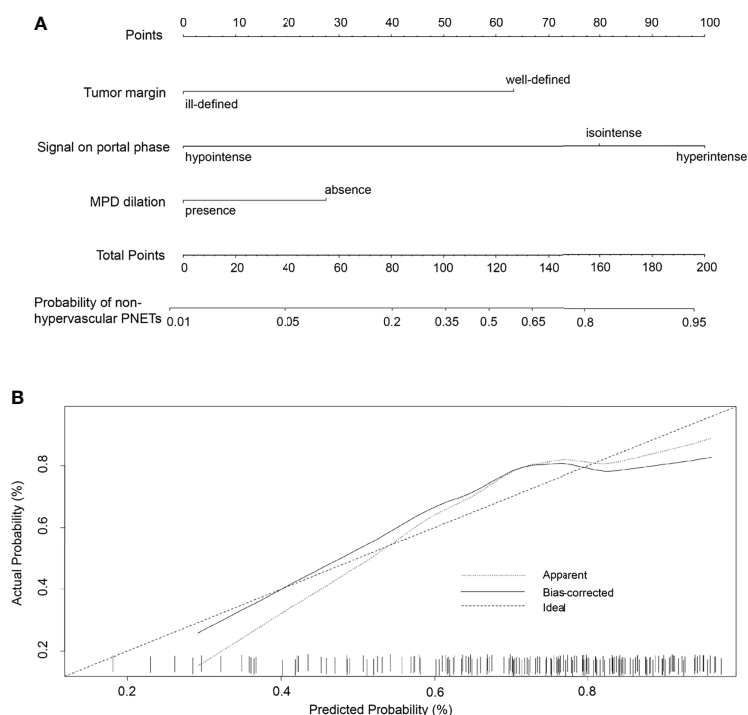 A
Points
0 10 20 30 40 50 60 70 80 90 100
Tumor margin
well-defined
ill-defined
Signal on portal phase
isointense
hypointense
hyperintense
MPD dilation
absence
presence
Total Points
0 20 40 60 80 100 120 140 160 180 200
Probability of non-
hypervascular PNETs
0.01 0.05 0.2 0.35 0.5 0.65 0.8 0.95
B
Actual Probability (%)
0.8
0.6
0.4
0.2
Apparent
Bias-corrected
Ideal
0.2 0.4 0.6 0.8
Predicted Probability (%)